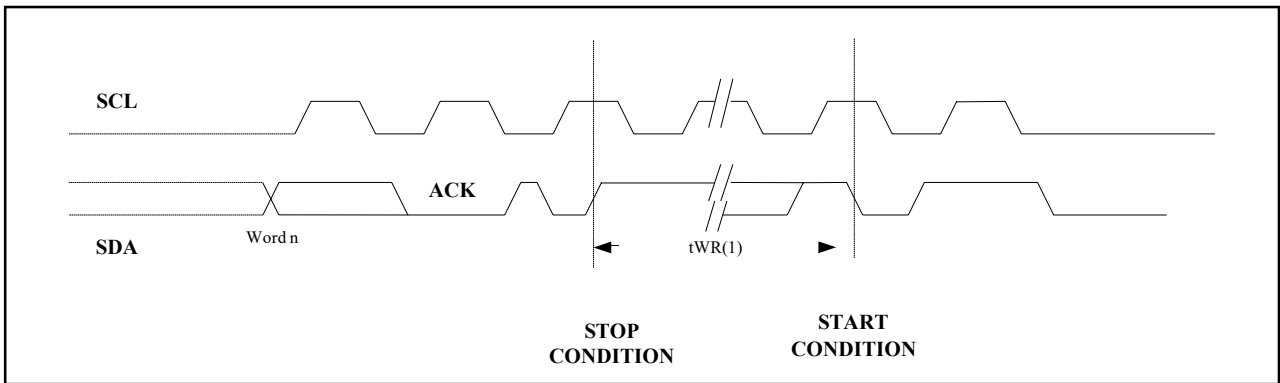 SCL
ACK
Word n
SDA
tWR(1)
STOP
CONDITION
START
CONDITION